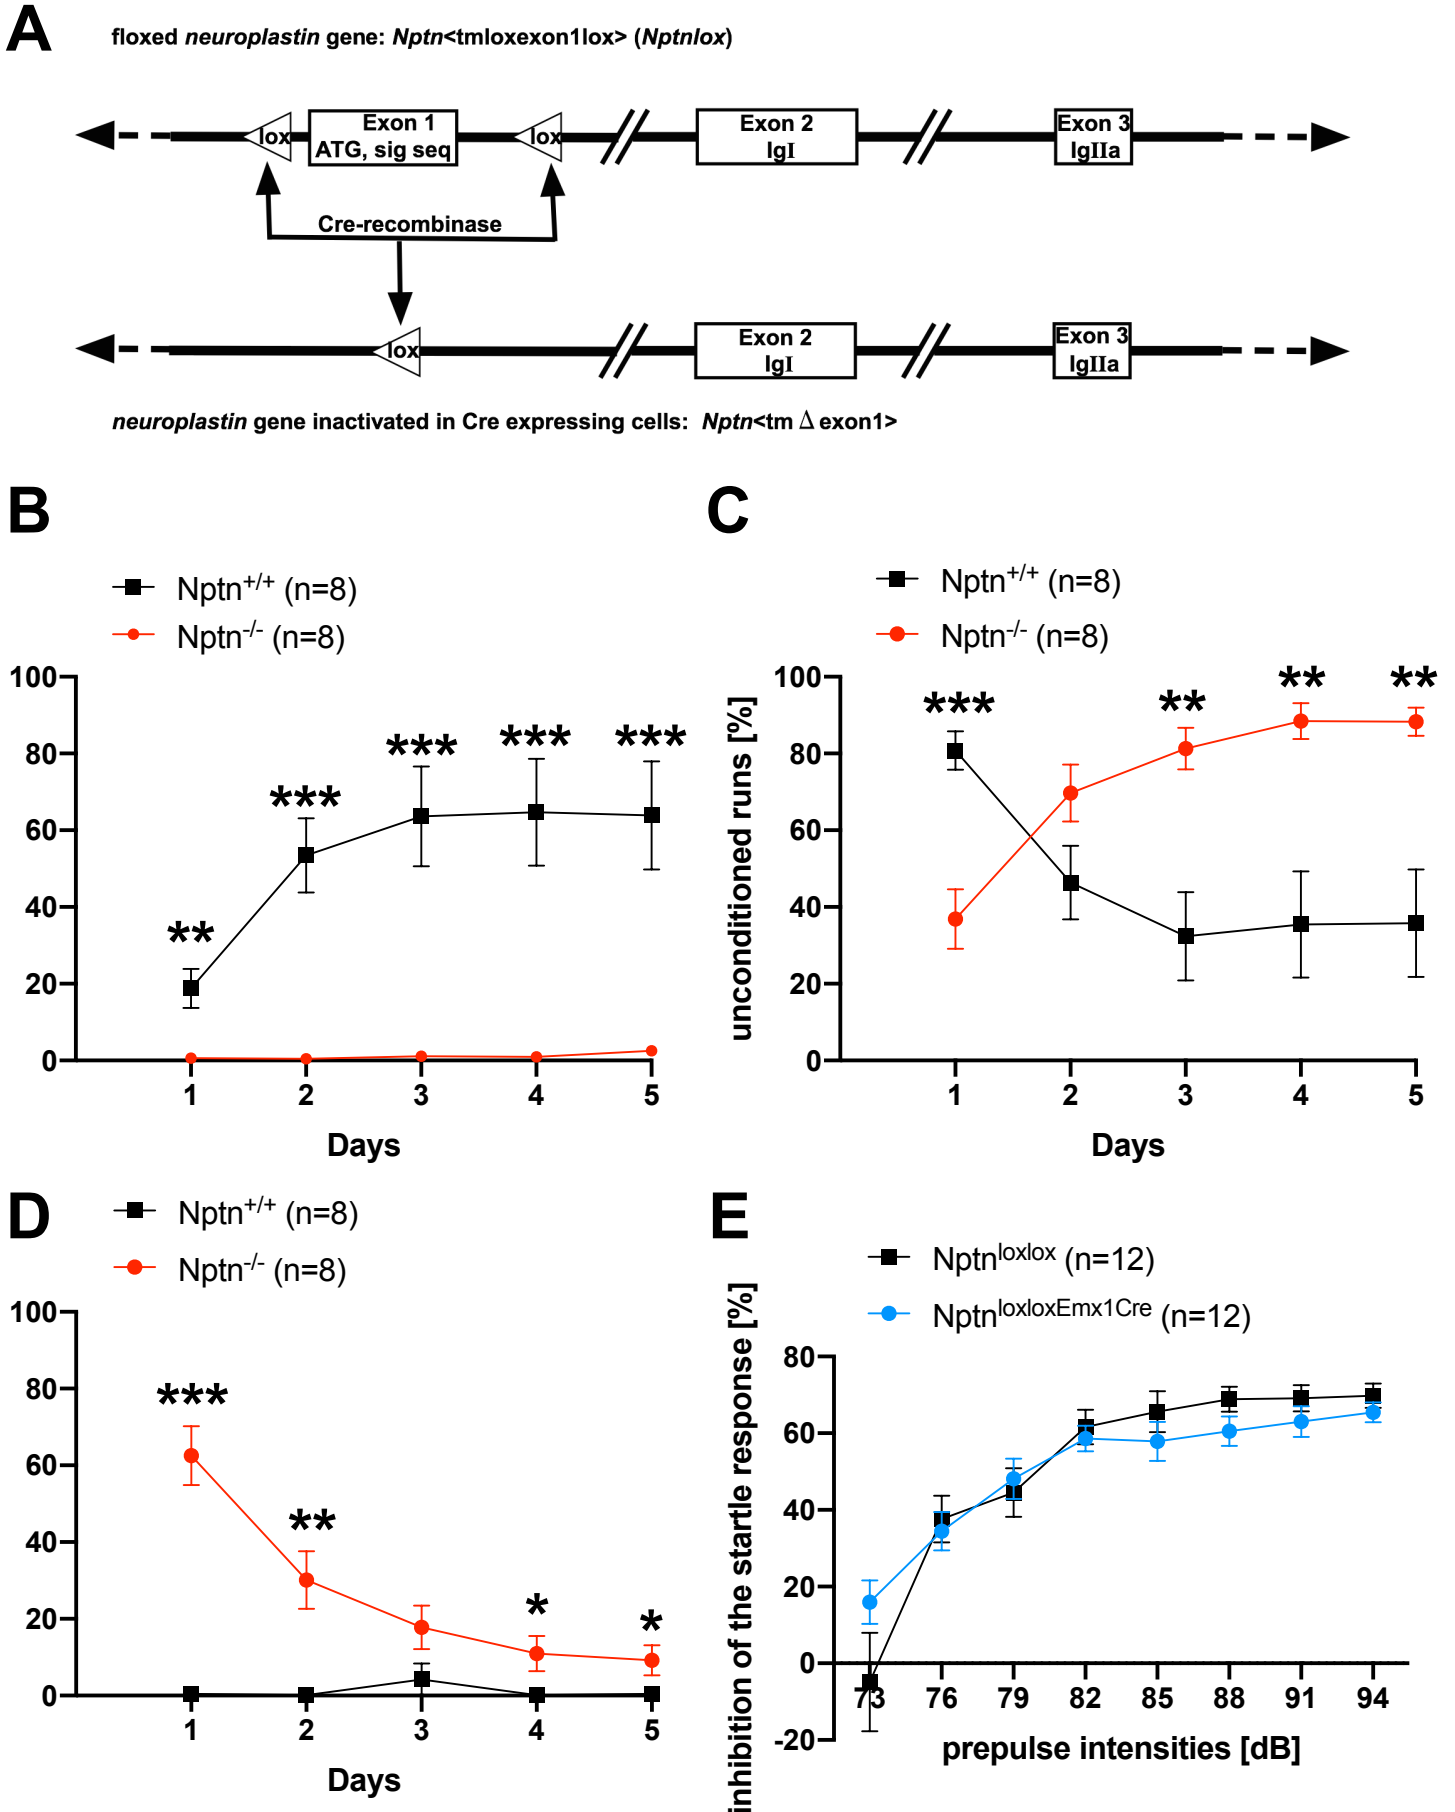 A
floxed neuroplastin gene: Nptn<tmloxexon1lox> (Nptnlox)
lox
Exon 1
ATG, sig seq
lox
Exon 2
IgI
Exon 3
IgIIa
Cre-recombinase
lox
Exon 2
IgI
Exon 3
IgIIa
neuroplastin gene inactivated in Cre expressing cells: Nptn<tm Δ exon1>
B
Nptn+/+ (n=8)
Nptn-/- (n=8)
100
80
60
40
20
0
** *** *** *** ***
1 2 3 4 5
Days
C
Nptn+/+ (n=8)
Nptn-/- (n=8)
unconditioned runs [%]
100
80
60
40
20
0
*** ** ** **
1 2 3 4 5
Days
D
Nptn+/+ (n=8)
Nptn-/- (n=8)
100
80
60
40
20
0
*** ** * *
1 2 3 4 5
Days
E
Nptnloxlox (n=12)
NptnloxloxEmx1Cre (n=12)
inhibition of the startle response [%]
80
60
40
20
0
-20
73 76 79 82 85 88 91 94
prepulse intensities [dB]